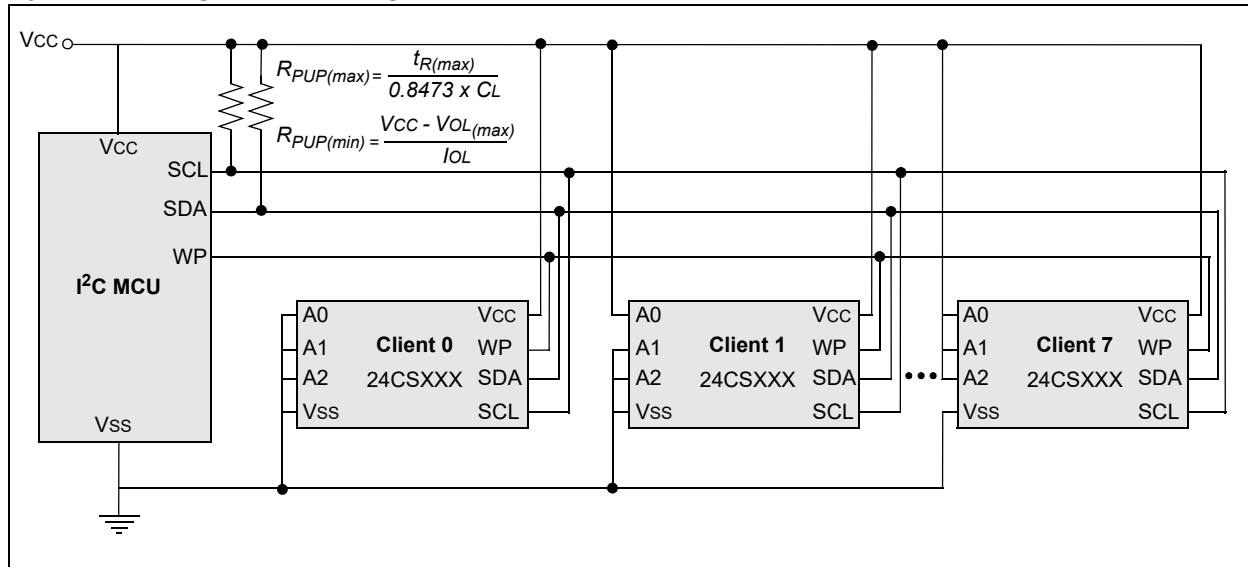 VCC
RPUP(max) = tR(max) / 0.8473 x CL
RPUP(min) = VCC - VOL(max) / IOL
VCC
SCL
SDA
WP
I2C MCU
VSS
A0 VCC
A1 Client 0 WP
A2 24CSXXX SDA
VSS SCL
A0 VCC
A1 Client 1 WP
A2 24CSXXX SDA
VSS SCL
A0 VCC
A1 Client 7 WP
A2 24CSXXX SDA
VSS SCL